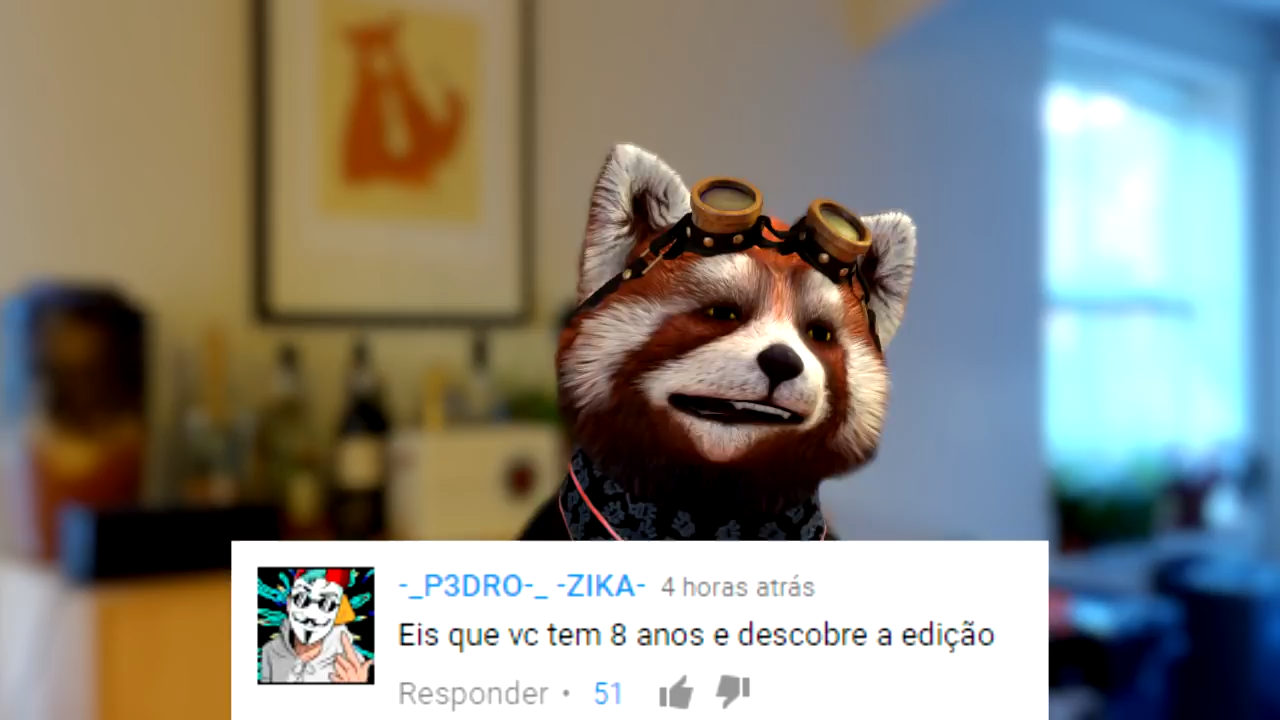 -_P3DRO-_ -ZIKA- 4 horas atrás
Eis que vc tem 8 anos e descobre a edição
Responder • 51